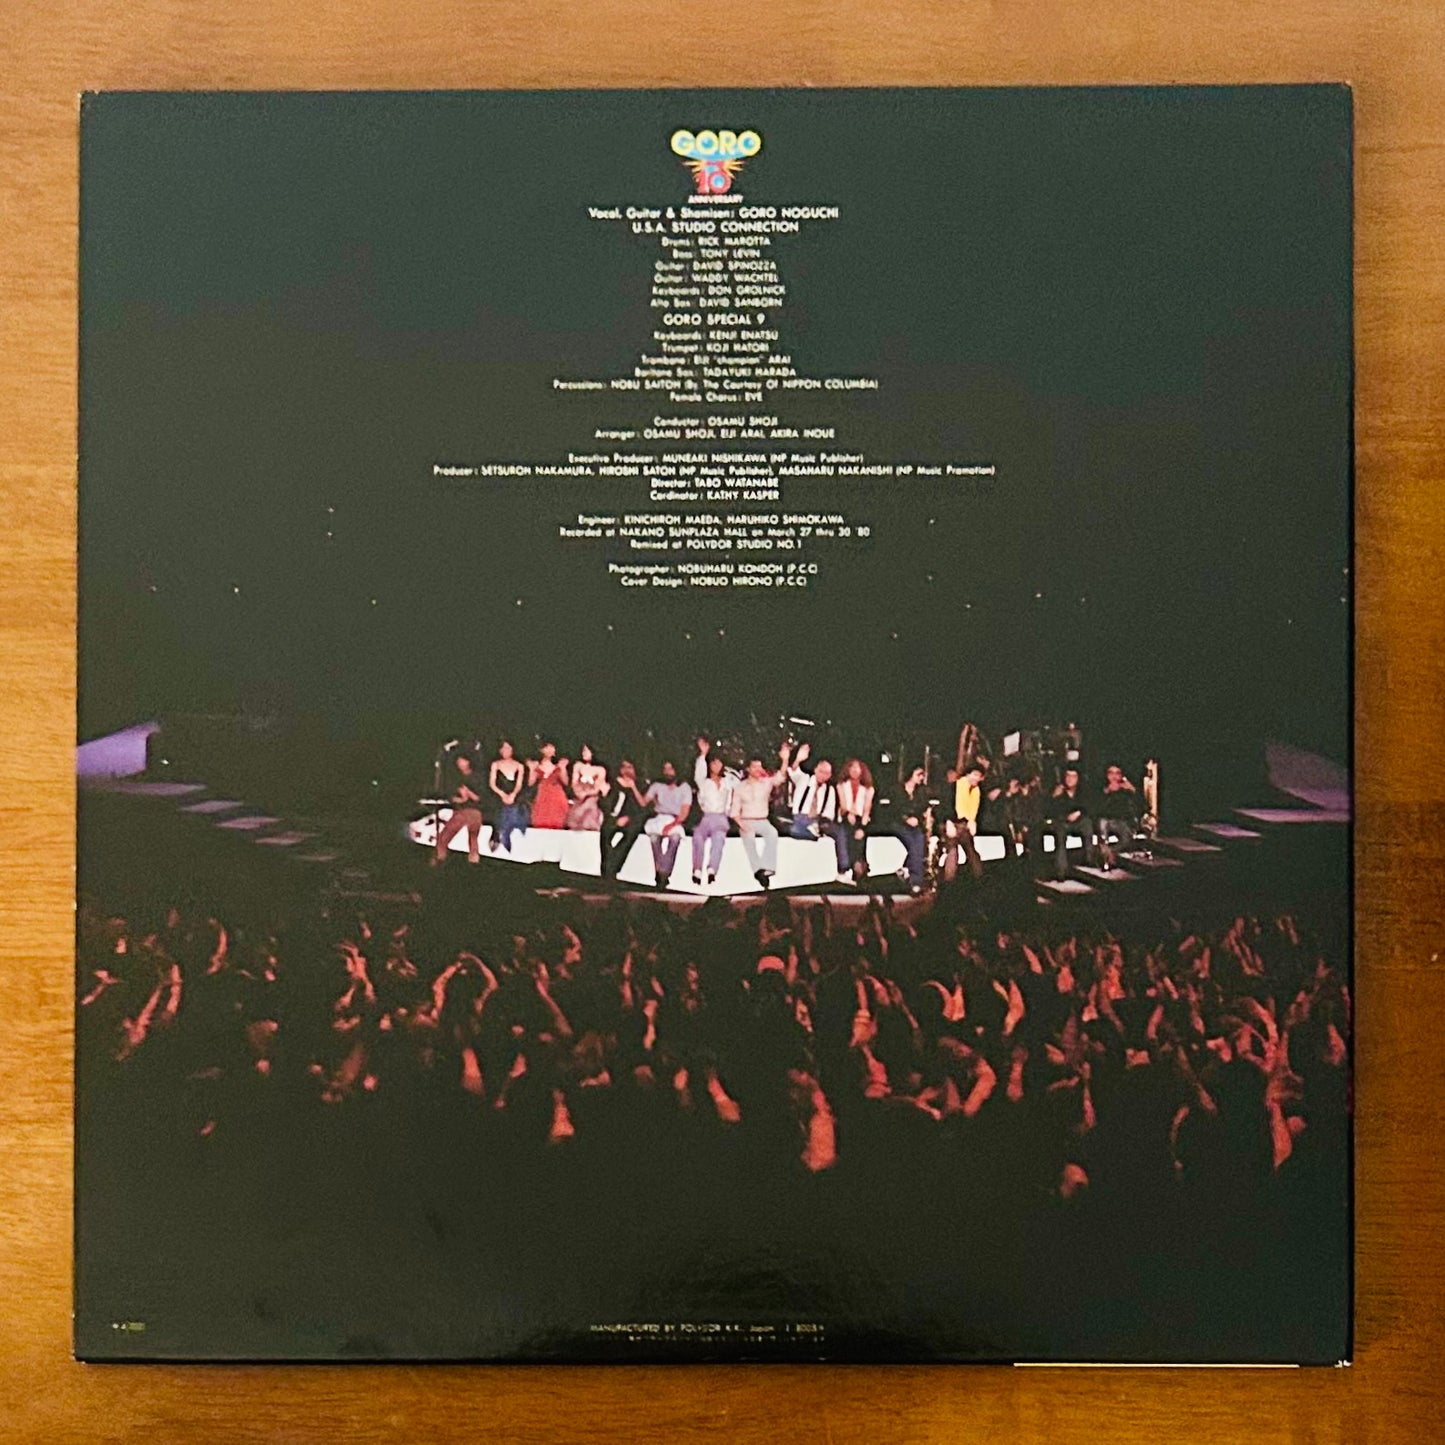 GORO
10
ANNIVERSARY
Vocal, Guitar & Shamisen: GORO NOGUCHI
U.S.A. STUDIO CONNECTION
Drums: RICK MAROTTA
Bass: TONY LEVIN
Guitar: DAVID SPINOZZA
Guitar: WADDY WACHTEL
Keyboards: DON GROLNICK
Alto Sax: DAVID SANBORN
GORO SPECIAL 9
Keyboards: KENJI ENATSU
Trumpet: KOJI HATORI
Trombone: EIJI "champion" ARAI
Baritone Sax: TADAYUKI HARADA
Percussions: NOBU SAITOH (By The Courtesy Of NIPPON COLUMBIA)
Female Chorus: EVE
Conductor: OSAMU SHOJI
Arranger: OSAMU SHOJI, EIJI ARAI, AKIRA INOUE
Executive Producer: MUNEAKI NISHIKAWA (NP Music Publisher)
Producer: SETSUROH NAKAMURA, HIROSHI SATOH (NP Music Publisher), MASAHARU NAKANISHI (NP Music Promotion)
Director: TABO WATANABE
Cordinator: KATHY KASPER
Engineer: KINICHIROH MAEDA, HARUHIKO SHIMOKAWA
Recorded at NAKANO SUNPLAZA HALL on March 27 thru 30 '80
Remixed at POLYDOR STUDIO NO.1
Photographer: NOBUHARU KONDOH (P.C.C)
Cover Design: NOBUO HIRONO (P.C.C)
MANUFACTURED BY POLYDOR K.K., Japan